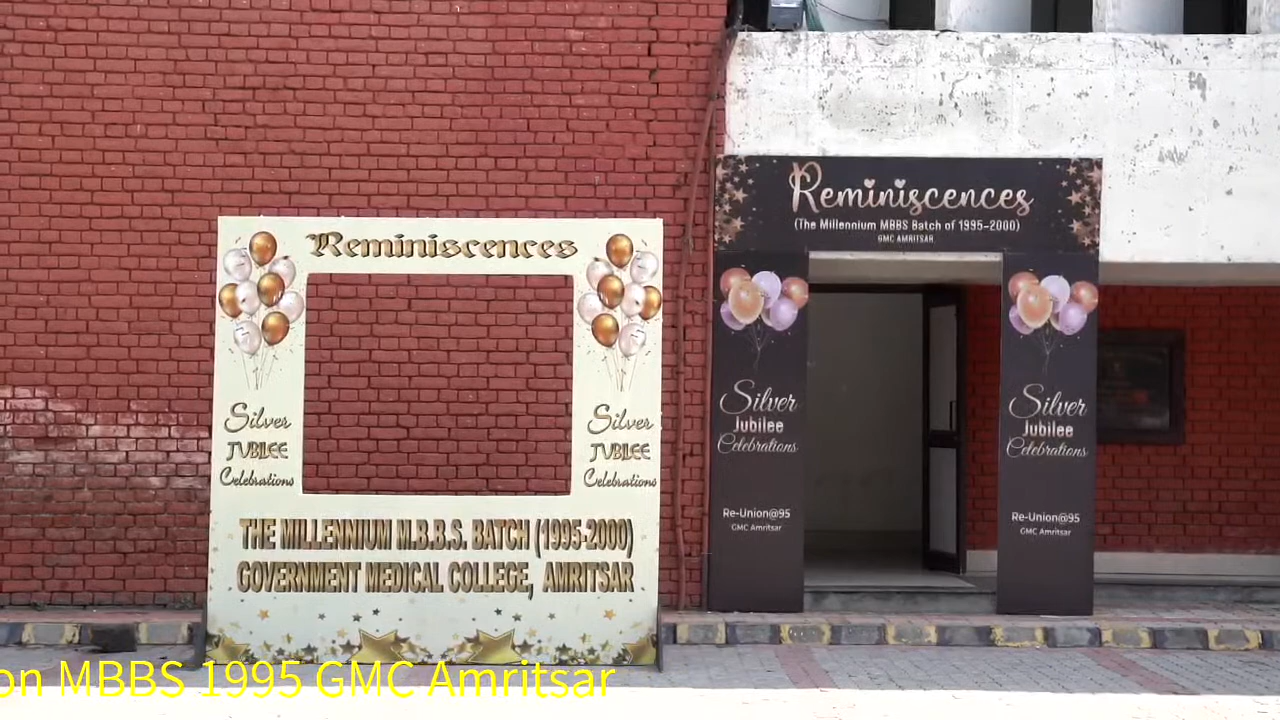 Reminiscences
Silver
JUBILEE
Celebrations
Silver
JUBILEE
Celebrations
THE MILLENNIUM M.B.B.S. BATCH (1995-2000)
GOVERNMENT MEDICAL COLLEGE, AMRITSAR
Reminiscences
(The Millennium MBBS Batch of 1995-2000)
GMC AMRITSAR
Silver
Jubilee
Celebrations
Re-Union@95
GMC Amritsar
Silver
Jubilee
Celebrations
Re-Union@95
GMC Amritsar
on MBBS 1995 GMC Amritsar